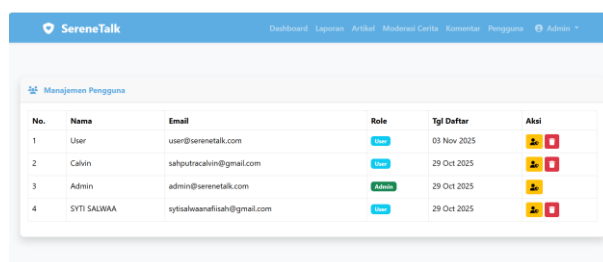 SereneTalk Dashboard Laporan Artikel Moderasi Cerita Komentar Pengguna Admin
Manajemen Pengguna
No. Nama Email Role Tgl Daftar Aksi
1 User user@serenetalk.com User 03 Nov 2025
2 Calvin sahputracalvin@gmail.com User 29 Oct 2025
3 Admin admin@serenetalk.com Admin 29 Oct 2025
4 SYTI SALWAA sytisalwaanafiisah@gmail.com User 29 Oct 2025